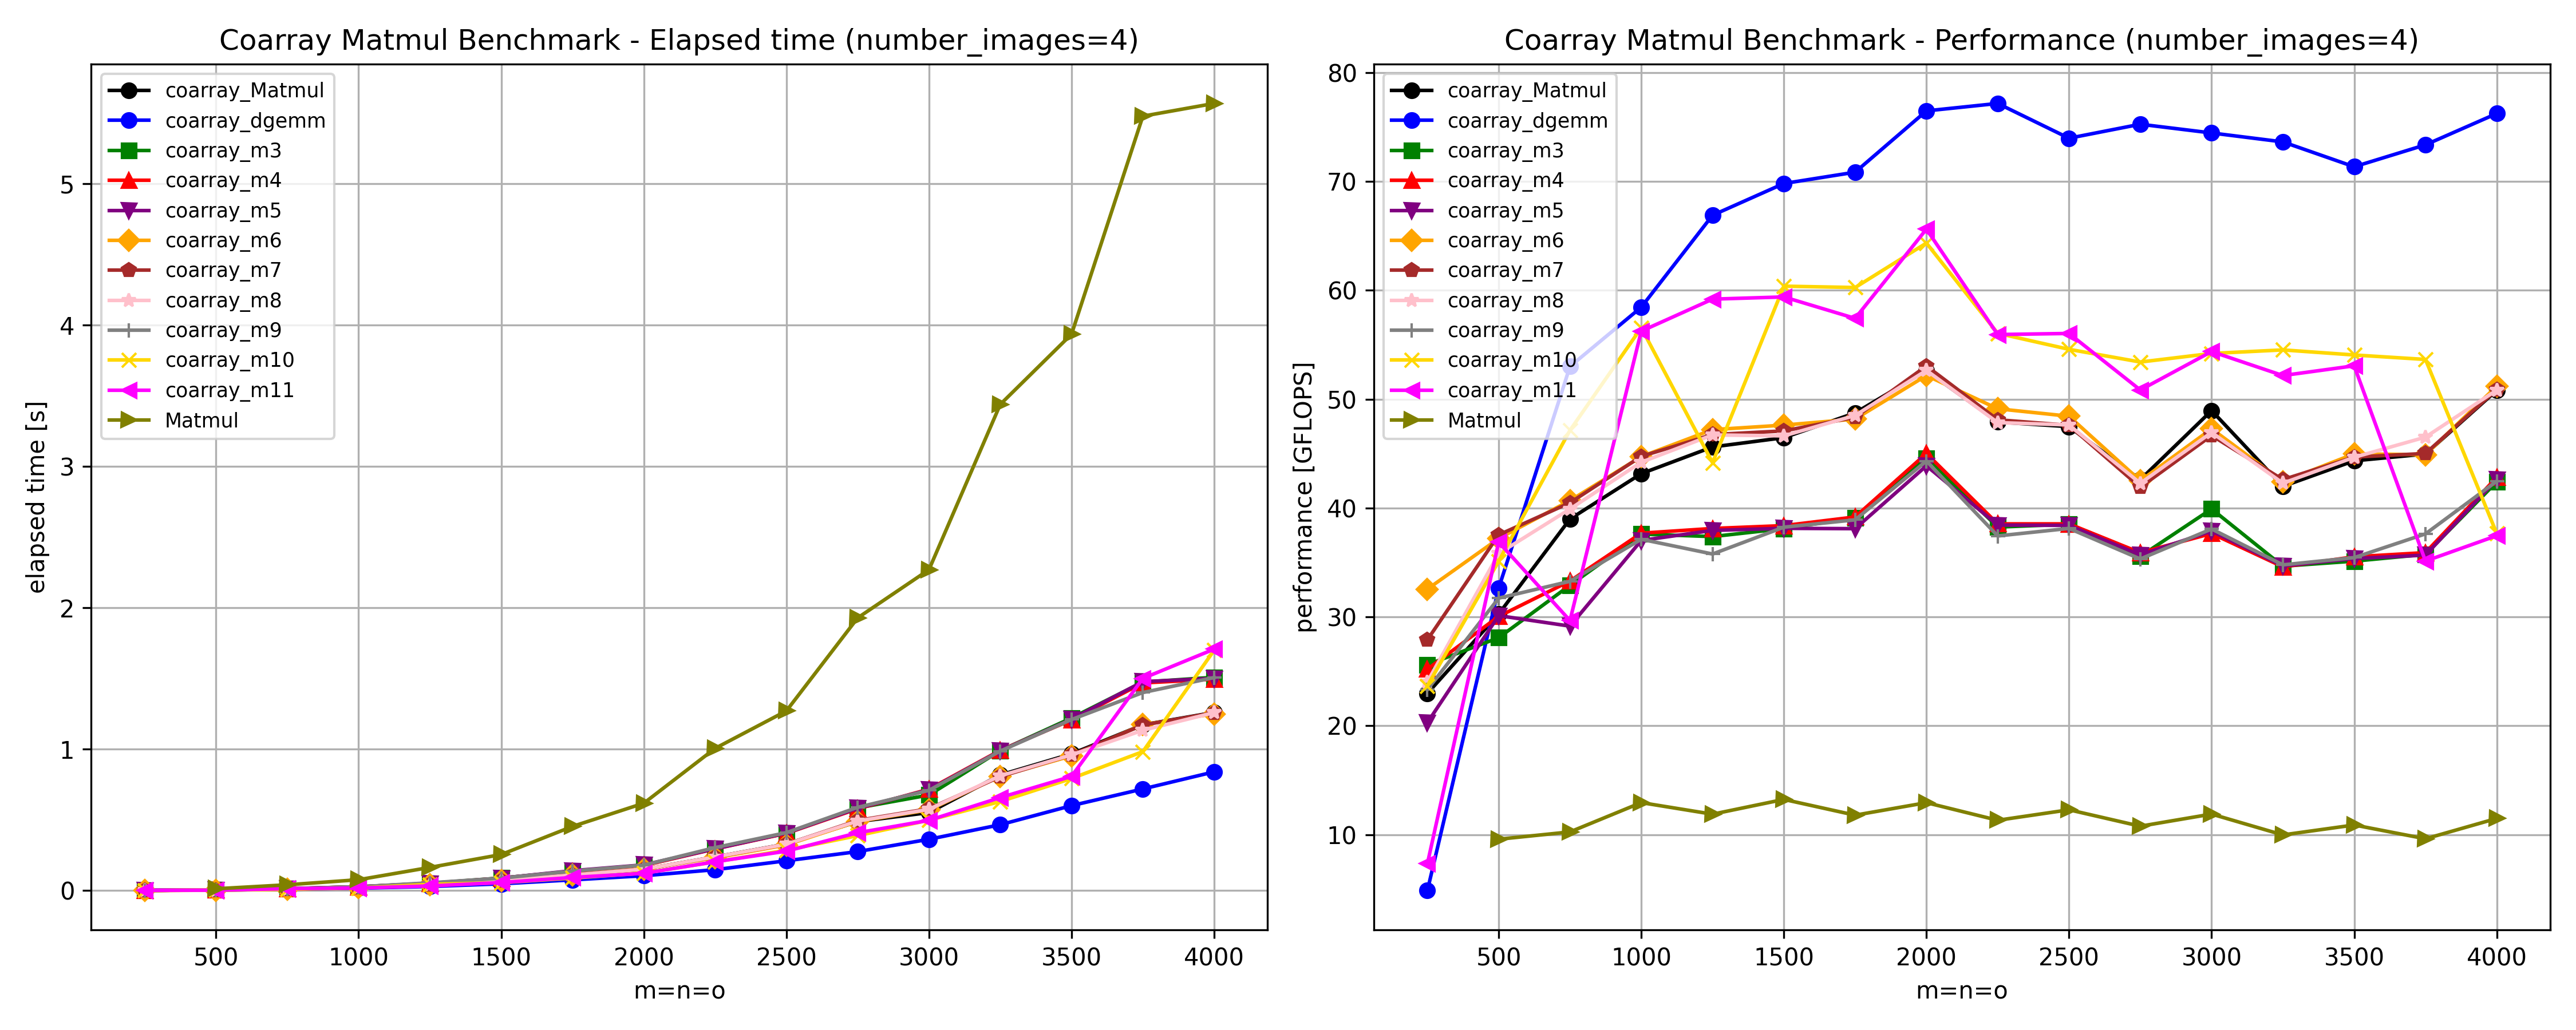 Coarray Matmul Benchmark - Elapsed time (number_images=4)
coarray_Matmul
coarray_dgemm
coarray_m3
coarray_m4
coarray_m5
coarray_m6
coarray_m7
coarray_m8
coarray_m9
coarray_m10
coarray_m11
Matmul
elapsed time [s]
5
4
3
2
1
0
500 1000 1500 2000 2500 3000 3500 4000
m=n=o
Coarray Matmul Benchmark - Performance (number_images=4)
coarray_Matmul
coarray_dgemm
coarray_m3
coarray_m4
coarray_m5
coarray_m6
coarray_m7
coarray_m8
coarray_m9
coarray_m10
coarray_m11
Matmul
performance [GFLOPS]
80
70
60
50
40
30
20
10
500 1000 1500 2000 2500 3000 3500 4000
m=n=o